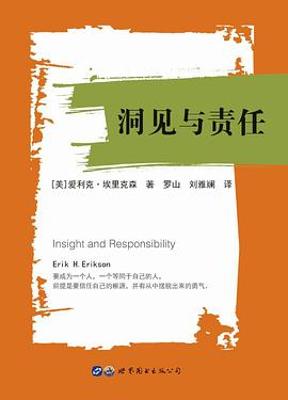 洞见与责任
[美]爱利克·埃里克森 著 罗山 刘雅斓 译
Insight and Responsibility
Erik H. Erikson
要成为一个人，一个等同于自己的人，
前提是要信任自己的根源，并有从中摆脱出来的勇气。
世界图书出版公司